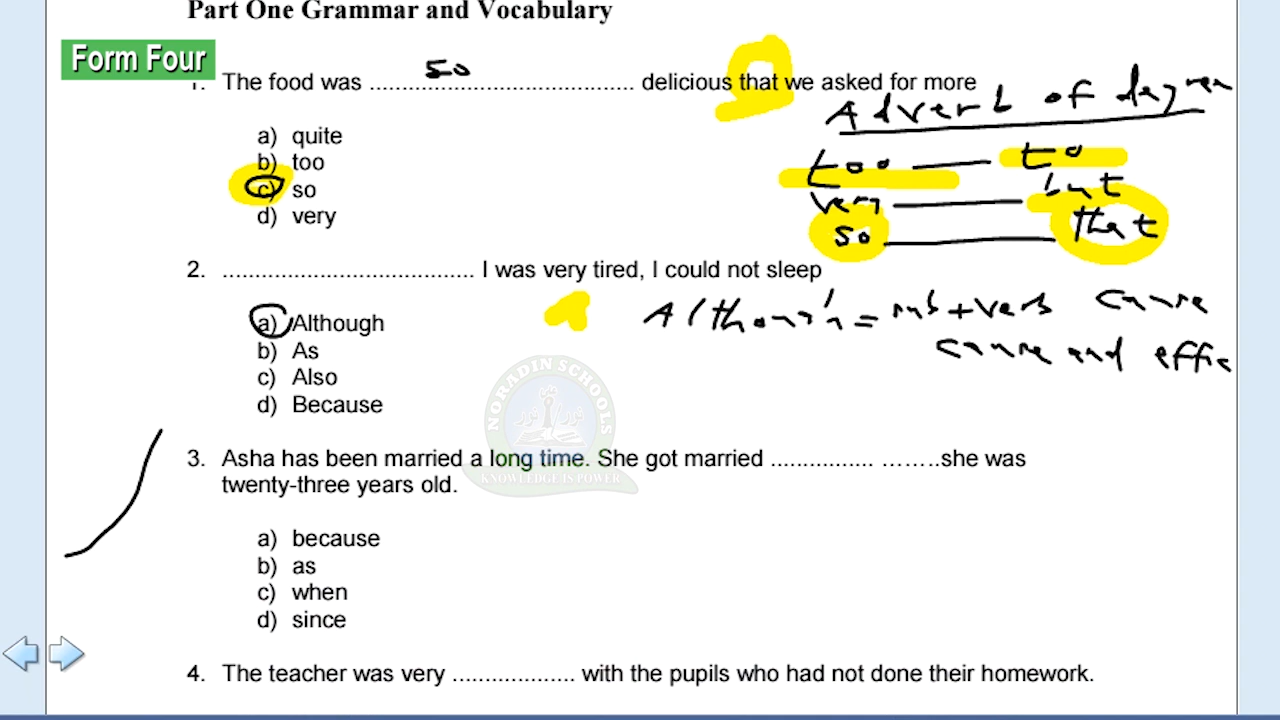 Part One Grammar and Vocabulary
Form Four
1. The food was ......................................... delicious that we asked for more
so
Adverb of degree
a) quite
b) too
c) so
d) very
too ——— to
very ——— but
so ——— that
2. ....................................... I was very tired, I could not sleep
a) Although
b) As
c) Also
d) Because
Although = sub + verb
cause and effic
NORADIN SCHOOLS
KNOWLEDGE IS POWER
3. Asha has been married a long time. She got married ................ ……...she was
twenty-three years old.
a) because
b) as
c) when
d) since
4. The teacher was very ................... with the pupils who had not done their homework.